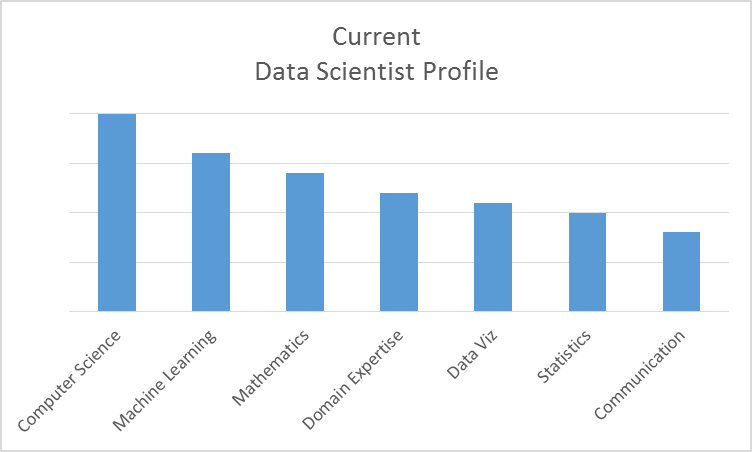 Current
Data Scientist Profile
Computer Science
Machine Learning
Mathematics
Domain Expertise
Data Viz
Statistics
Communication